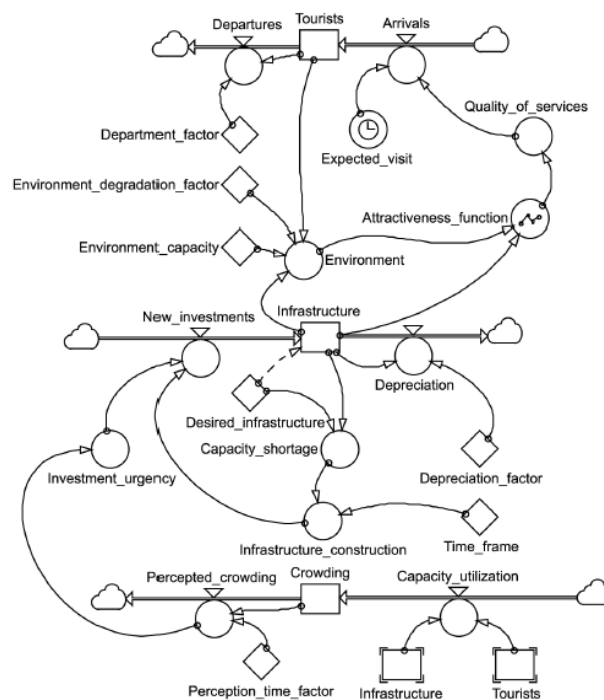 Departures
Tourists
Arrivals
Quality_of_services
Department_factor
Expected_visit
Environment_degradation_factor
Attractiveness_function
Environment_capacity
Environment
New_investments
Infrastructure
Depreciation
Desired_infrastructure
Capacity_shortage
Investment_urgency
Depreciation_factor
Infrastructure_construction
Time_frame
Percepted_crowding
Crowding
Capacity_utilization
Perception_time_factor
Infrastructure
Tourists